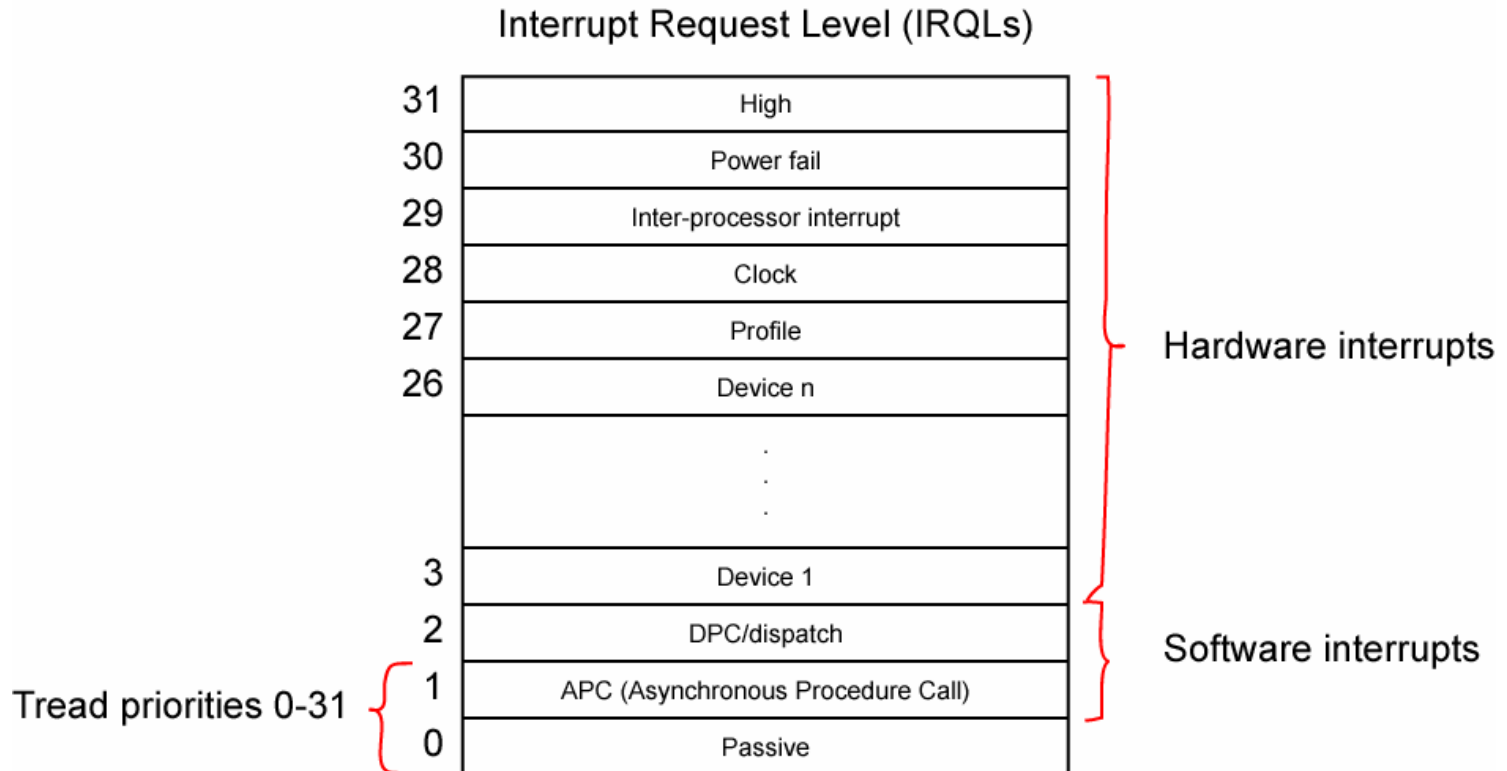 Interrupt Request Level (IRQLs)
31 High
30 Power fail
29 Inter-processor interrupt
28 Clock
27 Profile
Hardware interrupts
26 Device n
.
.
.
3 Device 1
2 DPC/dispatch
Software interrupts
1 APC (Asynchronous Procedure Call)
Tread priorities 0-31
0 Passive